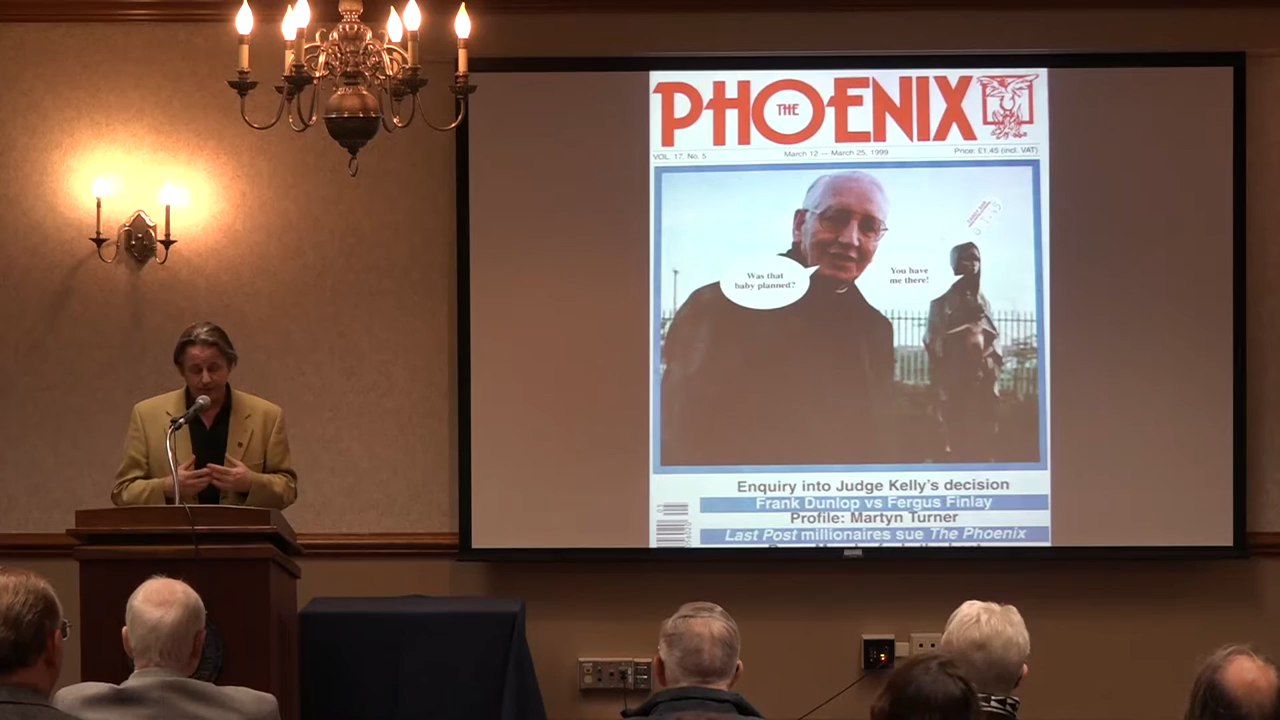 THE PHOENIX
VOL. 17, No. 5 March 12 — March 25, 1999 Price: £1.45 (incl. VAT)
Was that
baby planned?
You have
me there!
Enquiry into Judge Kelly's decision
Frank Dunlop vs Fergus Finlay
Profile: Martyn Turner
Last Post millionaires sue The Phoenix